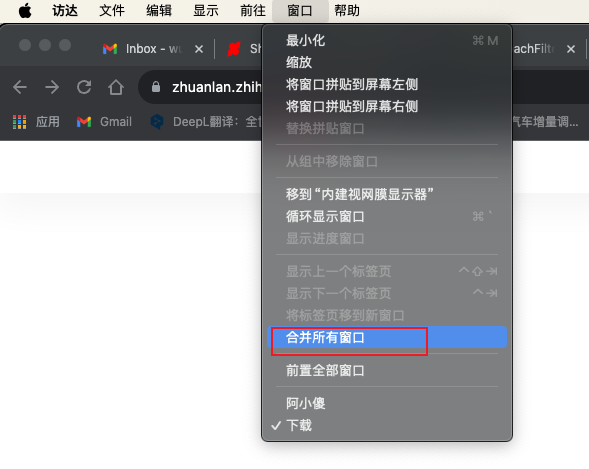 访达 文件 编辑 显示 前往 窗口 帮助
Inbox - w
Sh
achFilt
zhuanlan.zhih
应用 Gmail DeepL翻译：全
汽车增量调...
最小化 ⌘M
缩放
将窗口拼贴到屏幕左侧
将窗口拼贴到屏幕右侧
替换拼贴窗口
从组中移除窗口
移到“内建视网膜显示器”
循环显示窗口 ⌘`
显示进度窗口
显示上一个标签页 ^⇧⇥
显示下一个标签页 ^⇥
将标签页移到新窗口
合并所有窗口
前置全部窗口
阿小傻
✓ 下载